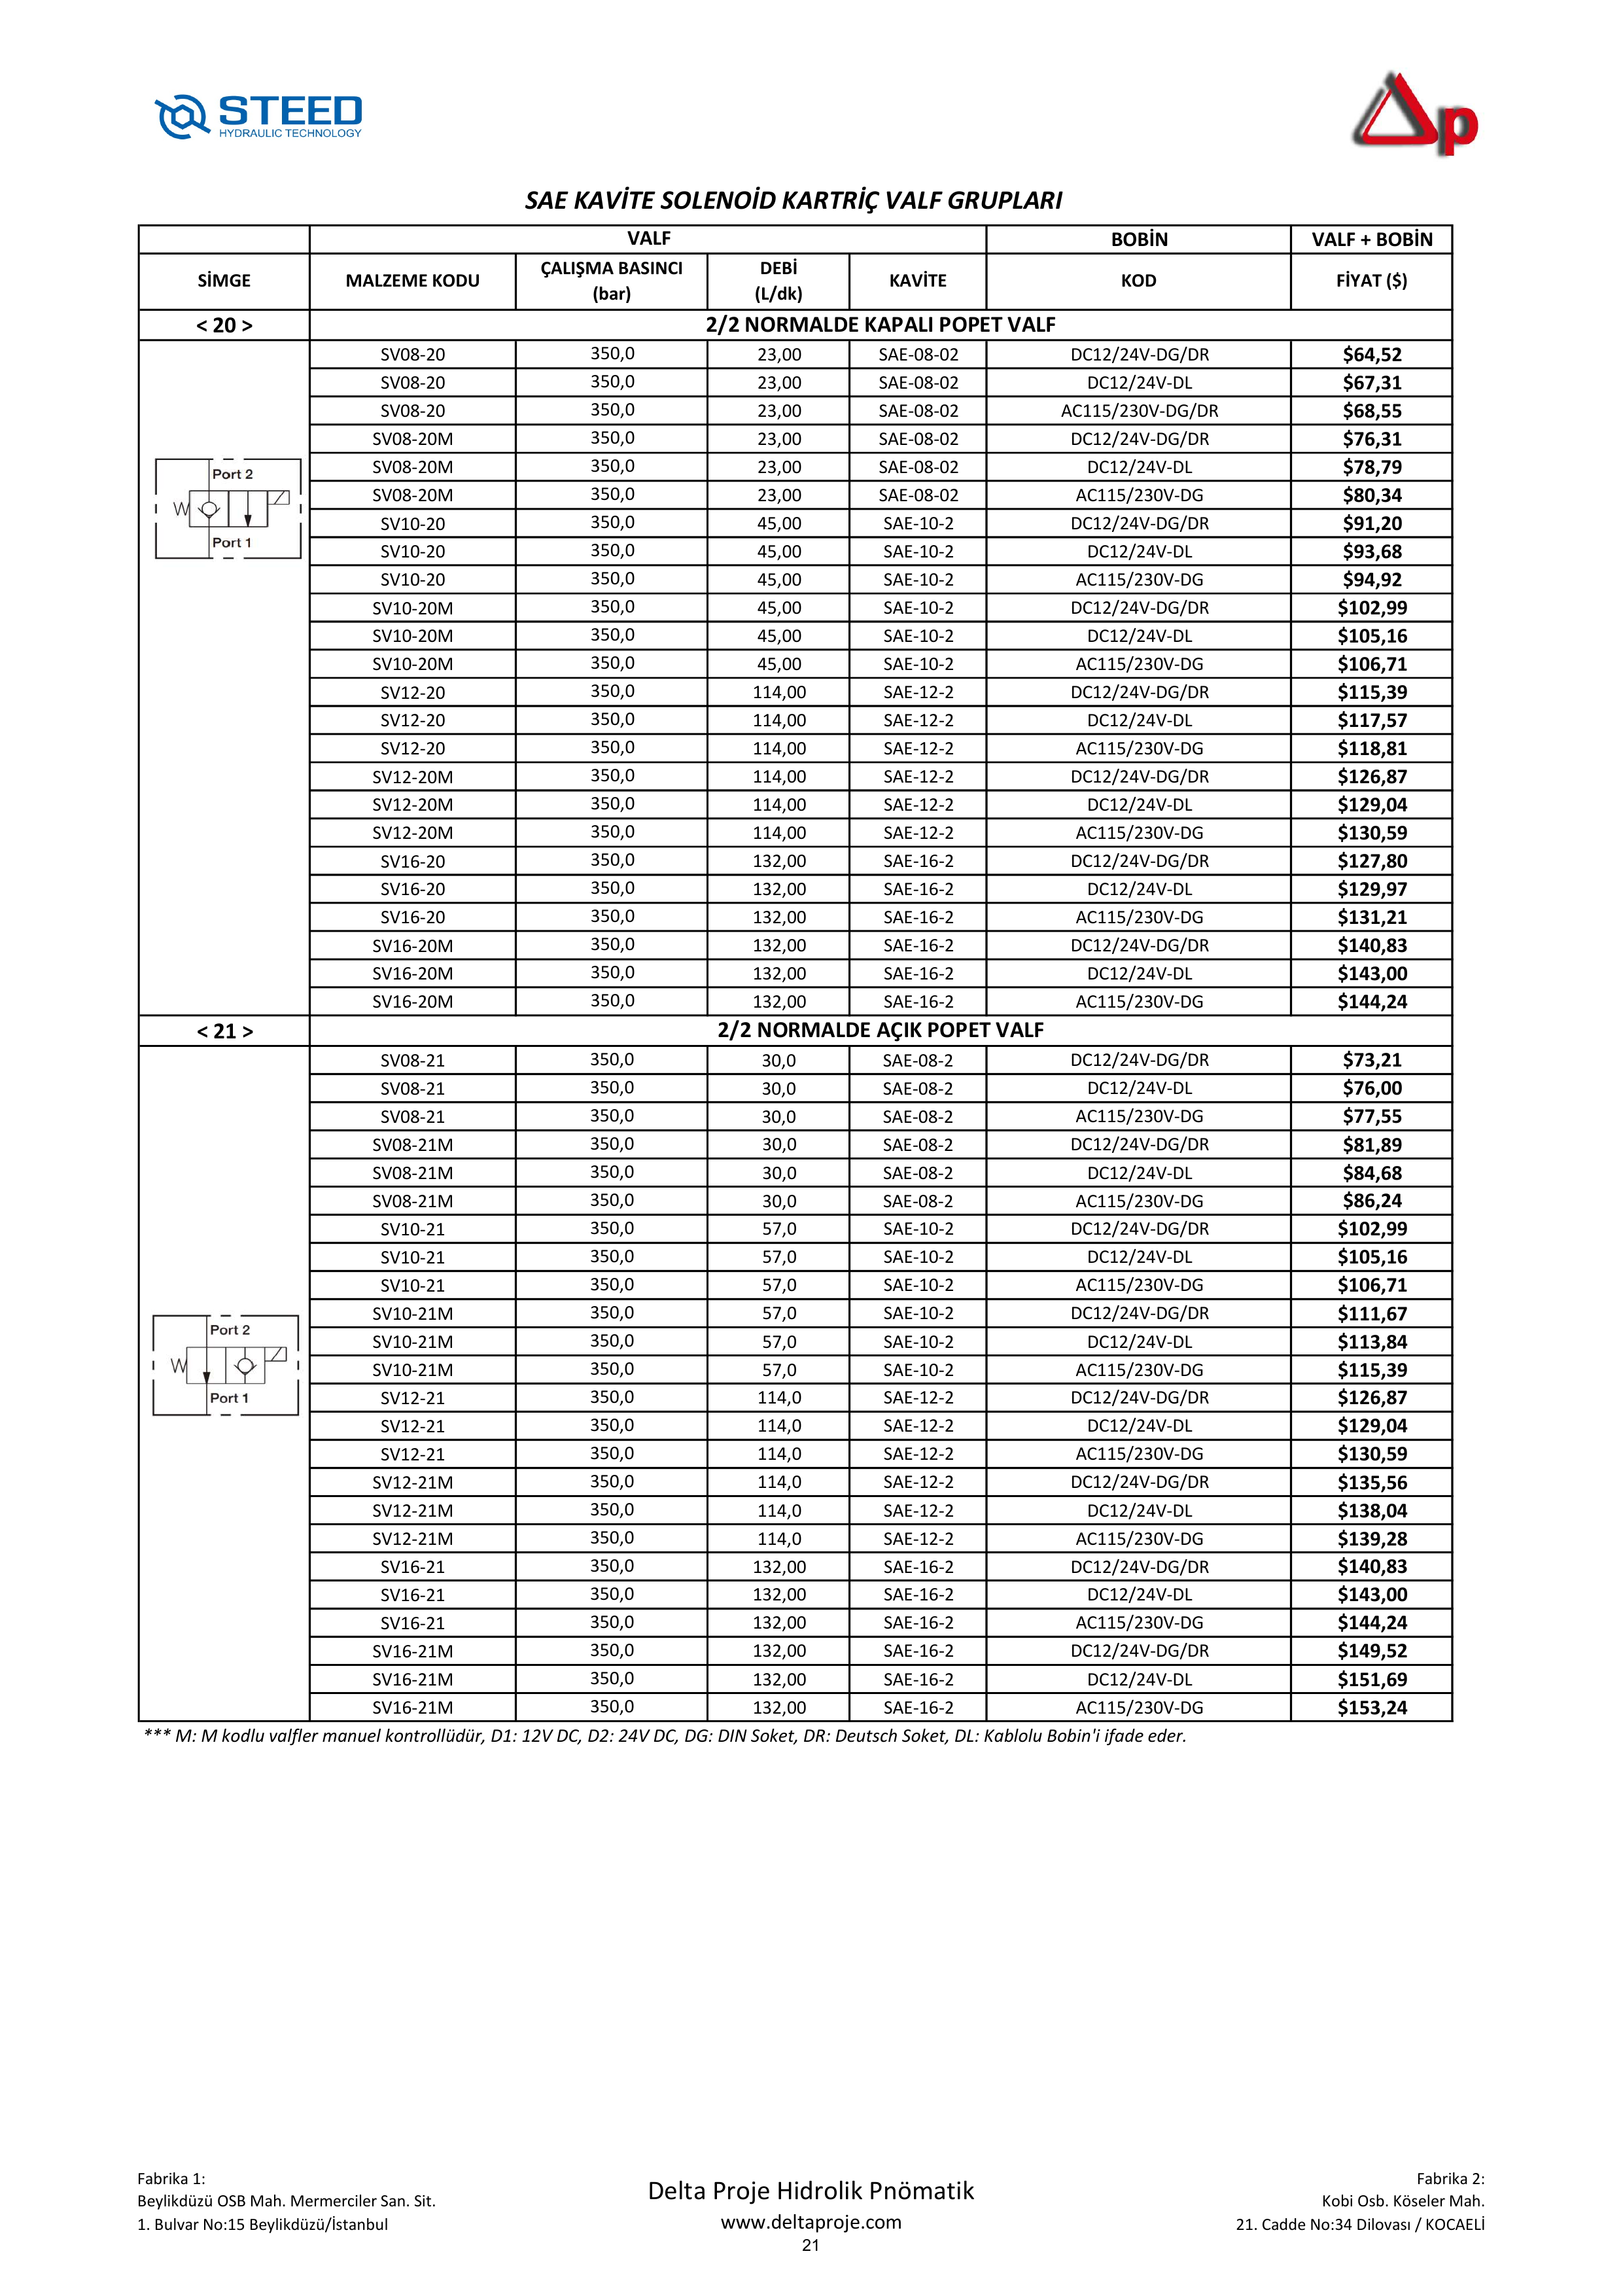 STEED
HYDRAULIC TECHNOLOGY
p
SAE KAVİTE SOLENOİD KARTRİÇ VALF GRUPLARI
VALF BOBİN VALF + BOBİN
SİMGE MALZEME KODU ÇALIŞMA BASINCI (bar) DEBİ (L/dk) KAVİTE KOD FİYAT ($)
< 20 > 2/2 NORMALDE KAPALI POPET VALF
SV08-20 350,0 23,00 SAE-08-02 DC12/24V-DG/DR $64,52
SV08-20 350,0 23,00 SAE-08-02 DC12/24V-DL $67,31
SV08-20 350,0 23,00 SAE-08-02 AC115/230V-DG/DR $68,55
SV08-20M 350,0 23,00 SAE-08-02 DC12/24V-DG/DR $76,31
SV08-20M 350,0 23,00 SAE-08-02 DC12/24V-DL $78,79
SV08-20M 350,0 23,00 SAE-08-02 AC115/230V-DG $80,34
SV10-20 350,0 45,00 SAE-10-2 DC12/24V-DG/DR $91,20
SV10-20 350,0 45,00 SAE-10-2 DC12/24V-DL $93,68
SV10-20 350,0 45,00 SAE-10-2 AC115/230V-DG $94,92
SV10-20M 350,0 45,00 SAE-10-2 DC12/24V-DG/DR $102,99
SV10-20M 350,0 45,00 SAE-10-2 DC12/24V-DL $105,16
SV10-20M 350,0 45,00 SAE-10-2 AC115/230V-DG $106,71
SV12-20 350,0 114,00 SAE-12-2 DC12/24V-DG/DR $115,39
SV12-20 350,0 114,00 SAE-12-2 DC12/24V-DL $117,57
SV12-20 350,0 114,00 SAE-12-2 AC115/230V-DG $118,81
SV12-20M 350,0 114,00 SAE-12-2 DC12/24V-DG/DR $126,87
SV12-20M 350,0 114,00 SAE-12-2 DC12/24V-DL $129,04
SV12-20M 350,0 114,00 SAE-12-2 AC115/230V-DG $130,59
SV16-20 350,0 132,00 SAE-16-2 DC12/24V-DG/DR $127,80
SV16-20 350,0 132,00 SAE-16-2 DC12/24V-DL $129,97
SV16-20 350,0 132,00 SAE-16-2 AC115/230V-DG $131,21
SV16-20M 350,0 132,00 SAE-16-2 DC12/24V-DG/DR $140,83
SV16-20M 350,0 132,00 SAE-16-2 DC12/24V-DL $143,00
SV16-20M 350,0 132,00 SAE-16-2 AC115/230V-DG $144,24
Port 2
Port 1
< 21 > 2/2 NORMALDE AÇIK POPET VALF
SV08-21 350,0 30,0 SAE-08-2 DC12/24V-DG/DR $73,21
SV08-21 350,0 30,0 SAE-08-2 DC12/24V-DL $76,00
SV08-21 350,0 30,0 SAE-08-2 AC115/230V-DG $77,55
SV08-21M 350,0 30,0 SAE-08-2 DC12/24V-DG/DR $81,89
SV08-21M 350,0 30,0 SAE-08-2 DC12/24V-DL $84,68
SV08-21M 350,0 30,0 SAE-08-2 AC115/230V-DG $86,24
SV10-21 350,0 57,0 SAE-10-2 DC12/24V-DG/DR $102,99
SV10-21 350,0 57,0 SAE-10-2 DC12/24V-DL $105,16
SV10-21 350,0 57,0 SAE-10-2 AC115/230V-DG $106,71
SV10-21M 350,0 57,0 SAE-10-2 DC12/24V-DG/DR $111,67
SV10-21M 350,0 57,0 SAE-10-2 DC12/24V-DL $113,84
SV10-21M 350,0 57,0 SAE-10-2 AC115/230V-DG $115,39
SV12-21 350,0 114,0 SAE-12-2 DC12/24V-DG/DR $126,87
SV12-21 350,0 114,0 SAE-12-2 DC12/24V-DL $129,04
SV12-21 350,0 114,0 SAE-12-2 AC115/230V-DG $130,59
SV12-21M 350,0 114,0 SAE-12-2 DC12/24V-DG/DR $135,56
SV12-21M 350,0 114,0 SAE-12-2 DC12/24V-DL $138,04
SV12-21M 350,0 114,0 SAE-12-2 AC115/230V-DG $139,28
SV16-21 350,0 132,00 SAE-16-2 DC12/24V-DG/DR $140,83
SV16-21 350,0 132,00 SAE-16-2 DC12/24V-DL $143,00
SV16-21 350,0 132,00 SAE-16-2 AC115/230V-DG $144,24
SV16-21M 350,0 132,00 SAE-16-2 DC12/24V-DG/DR $149,52
SV16-21M 350,0 132,00 SAE-16-2 DC12/24V-DL $151,69
SV16-21M 350,0 132,00 SAE-16-2 AC115/230V-DG $153,24
Port 2
Port 1
*** M: M kodlu valfler manuel kontrollüdür, D1: 12V DC, D2: 24V DC, DG: DIN Soket, DR: Deutsch Soket, DL: Kablolu Bobin'i ifade eder.
Fabrika 1:
Beylikdüzü OSB Mah. Mermerciler San. Sit.
1. Bulvar No:15 Beylikdüzü/İstanbul
Delta Proje Hidrolik Pnömatik
www.deltaproje.com
21
Fabrika 2:
Kobi Osb. Köseler Mah.
21. Cadde No:34 Dilovası / KOCAELİ